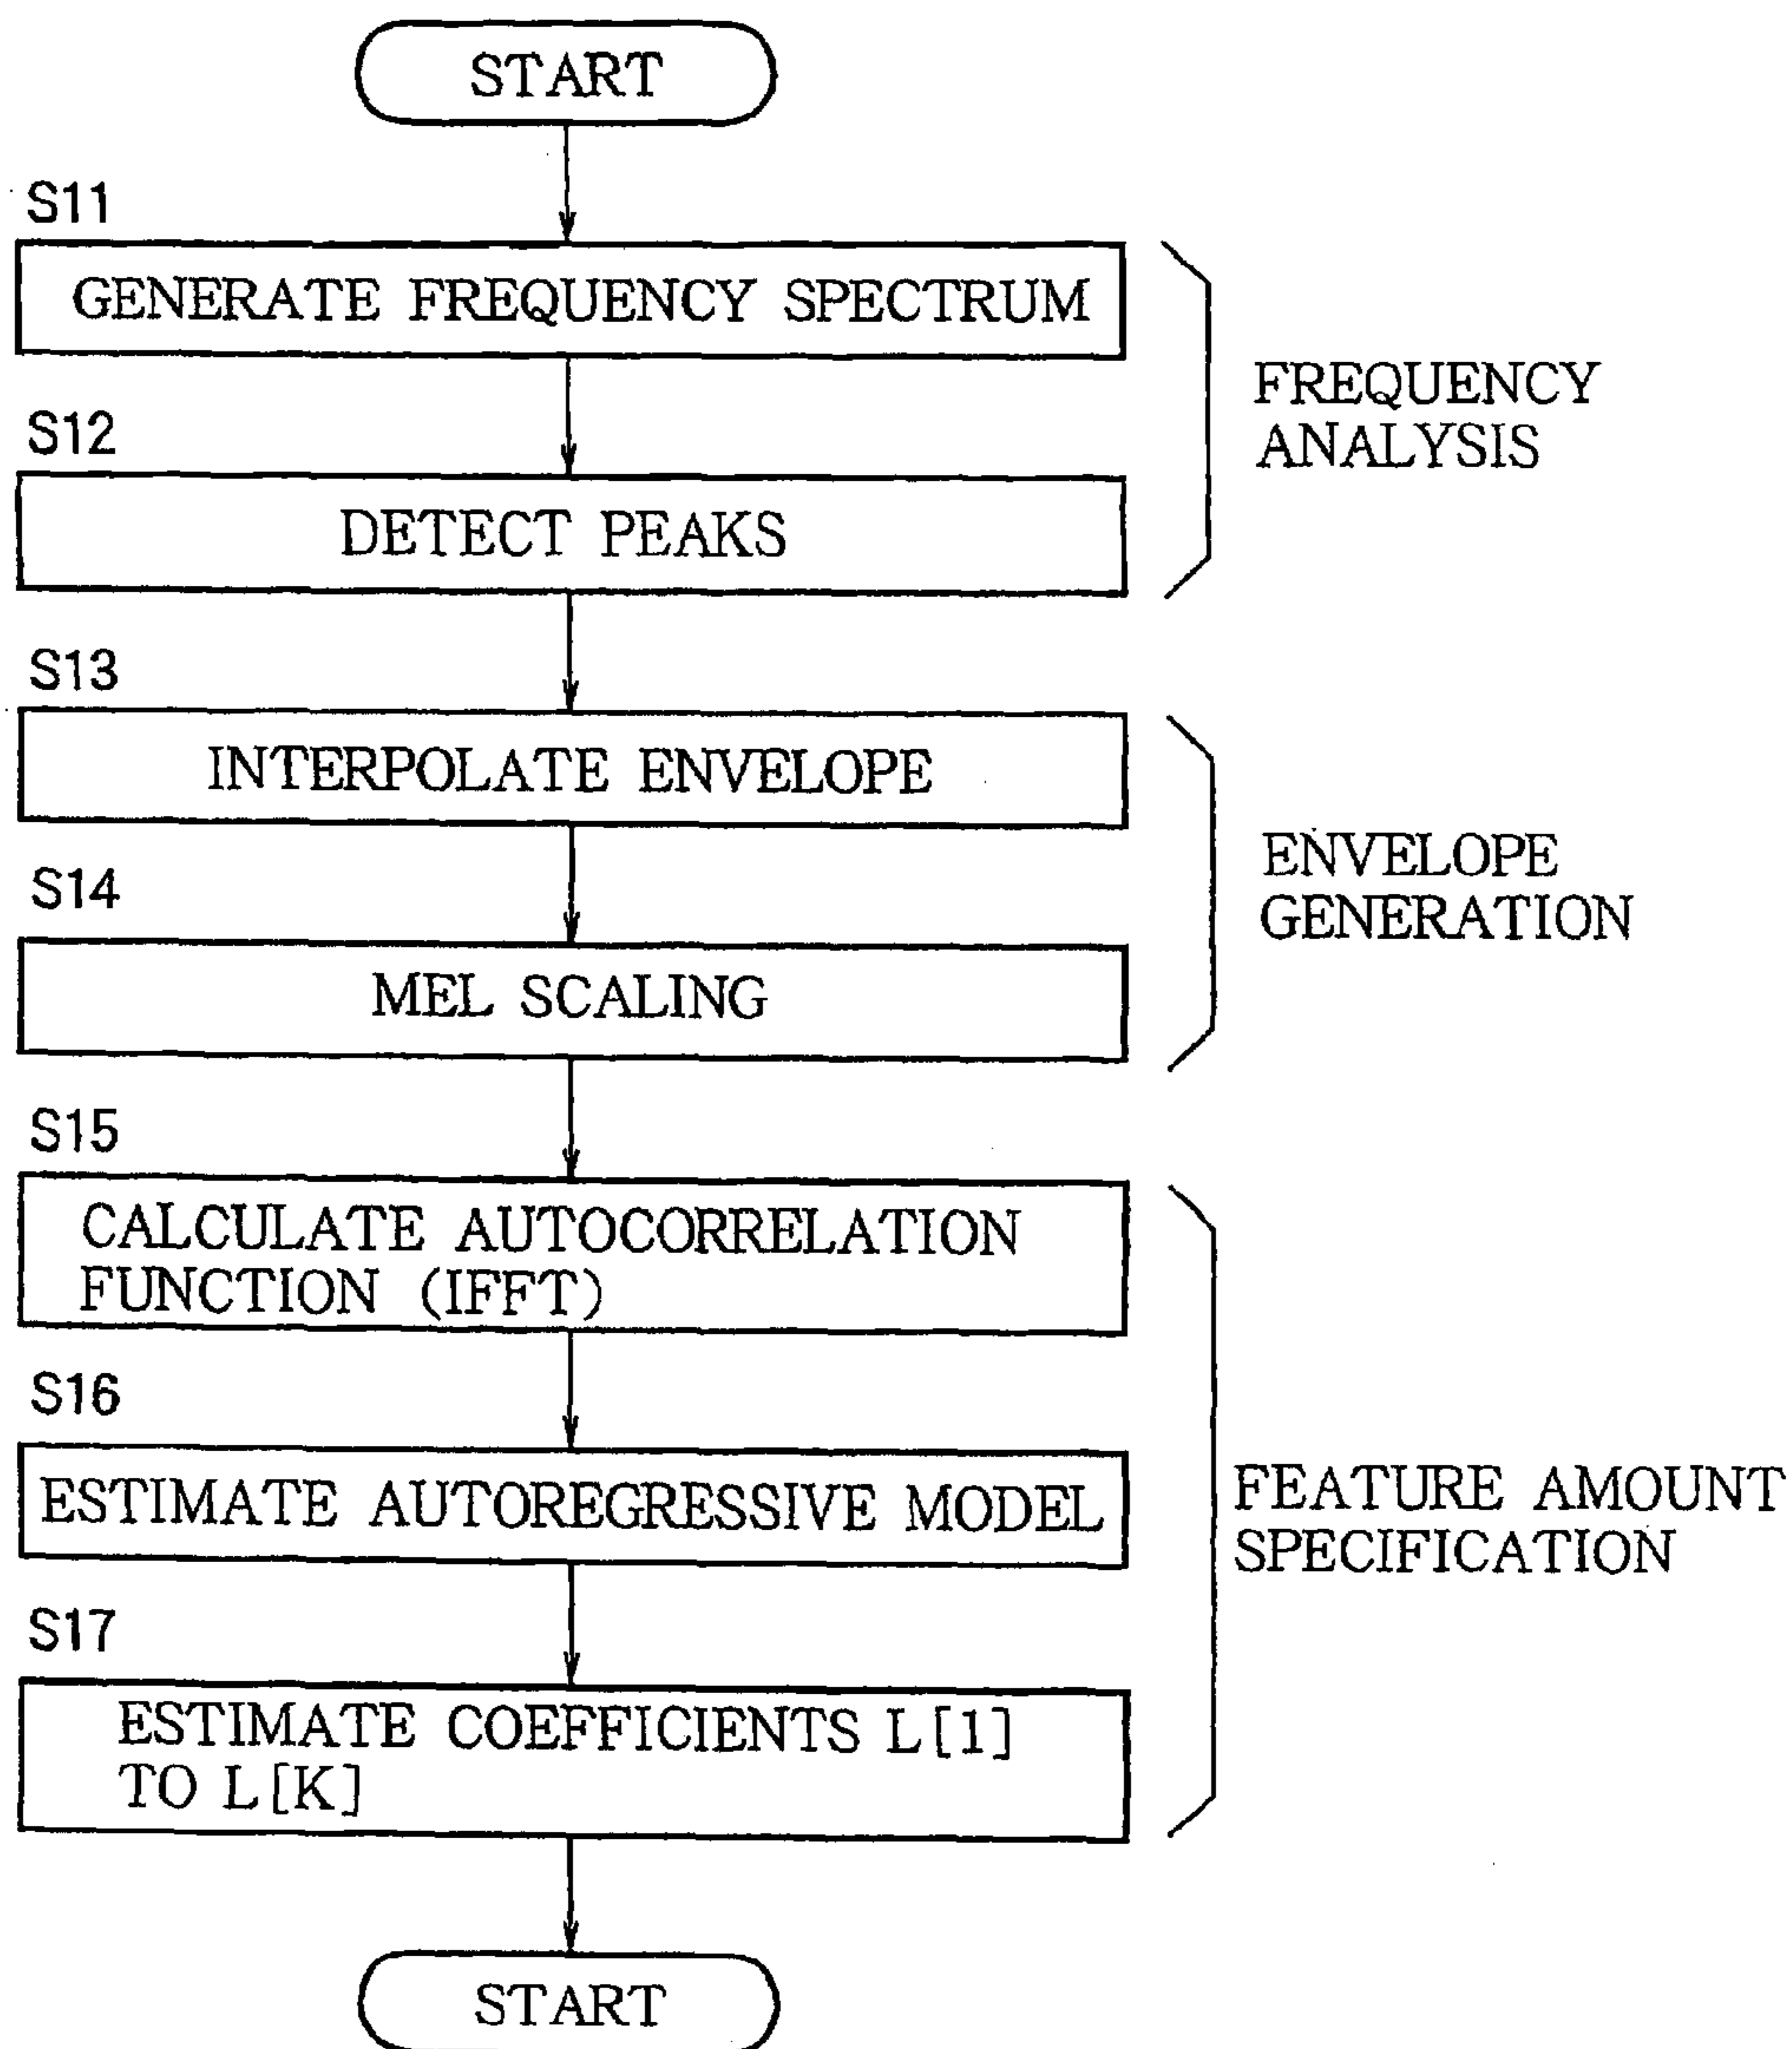 START
S11
GENERATE FREQUENCY SPECTRUM
S12
DETECT PEAKS
FREQUENCY
ANALYSIS
S13
INTERPOLATE ENVELOPE
S14
MEL SCALING
ENVELOPE
GENERATION
S15
CALCULATE AUTOCORRELATION
FUNCTION (IFFT)
S16
ESTIMATE AUTOREGRESSIVE MODEL
S17
ESTIMATE COEFFICIENTS L[1]
TO L[K]
FEATURE AMOUNT
SPECIFICATION
START